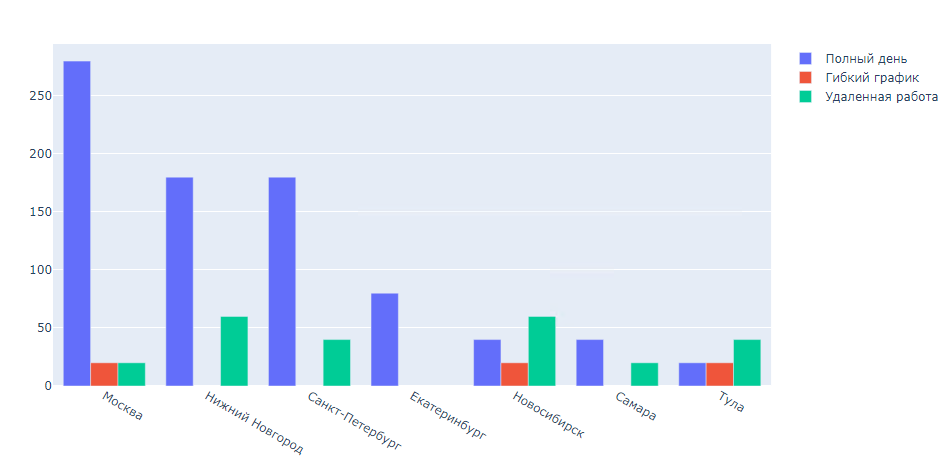 Полный день
Гибкий график
Удаленная работа
250
200
150
100
50
0
Москва
Нижний Новгород
Санкт-Петербург
Екатеринбург
Новосибирск
Самара
Тула